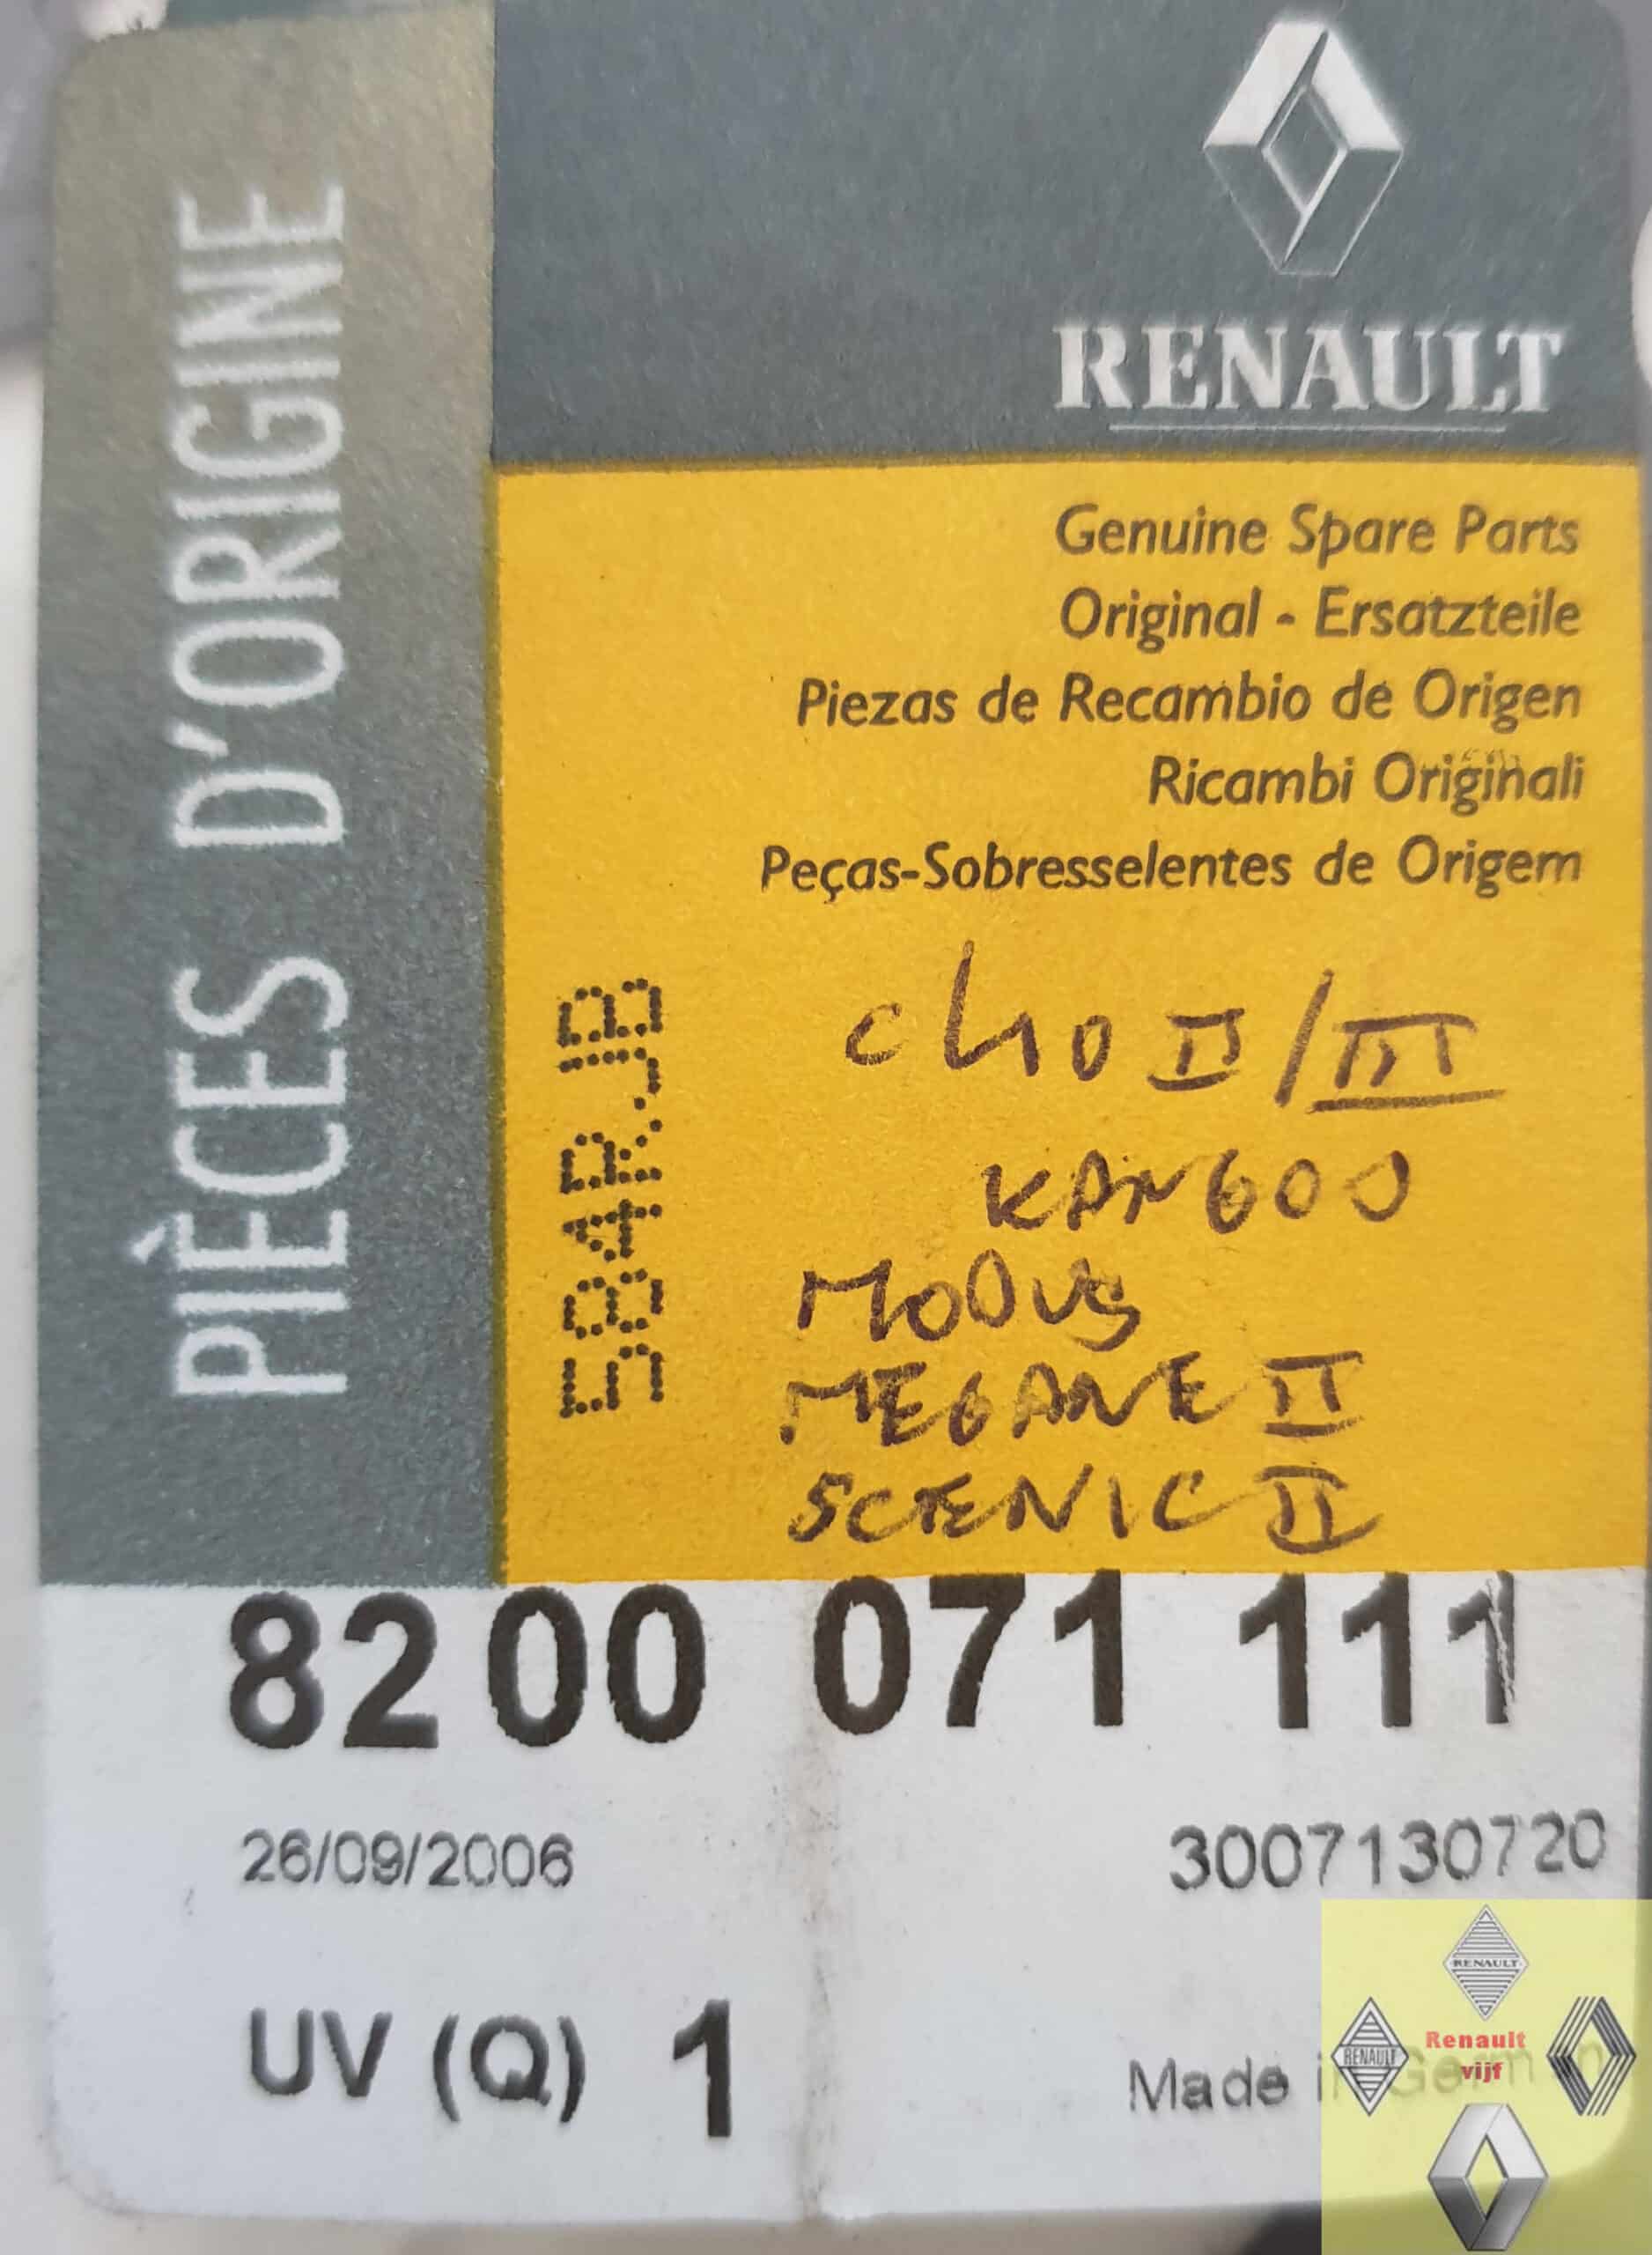 PIÈCES D'ORIGINE
RENAULT
Genuine Spare Parts
Original - Ersatzteile
Piezas de Recambio de Origen
Ricambi Originali
Peças-Sobresselentes de Origem
584RJB
clio II/III
KANGOO
MODUS
MEGANE II
SCENIC II
8200 071 111
26/09/2006
3007130720
UV (Q) 1
Made in
RENAULT
RENAULT
Renault
vijf